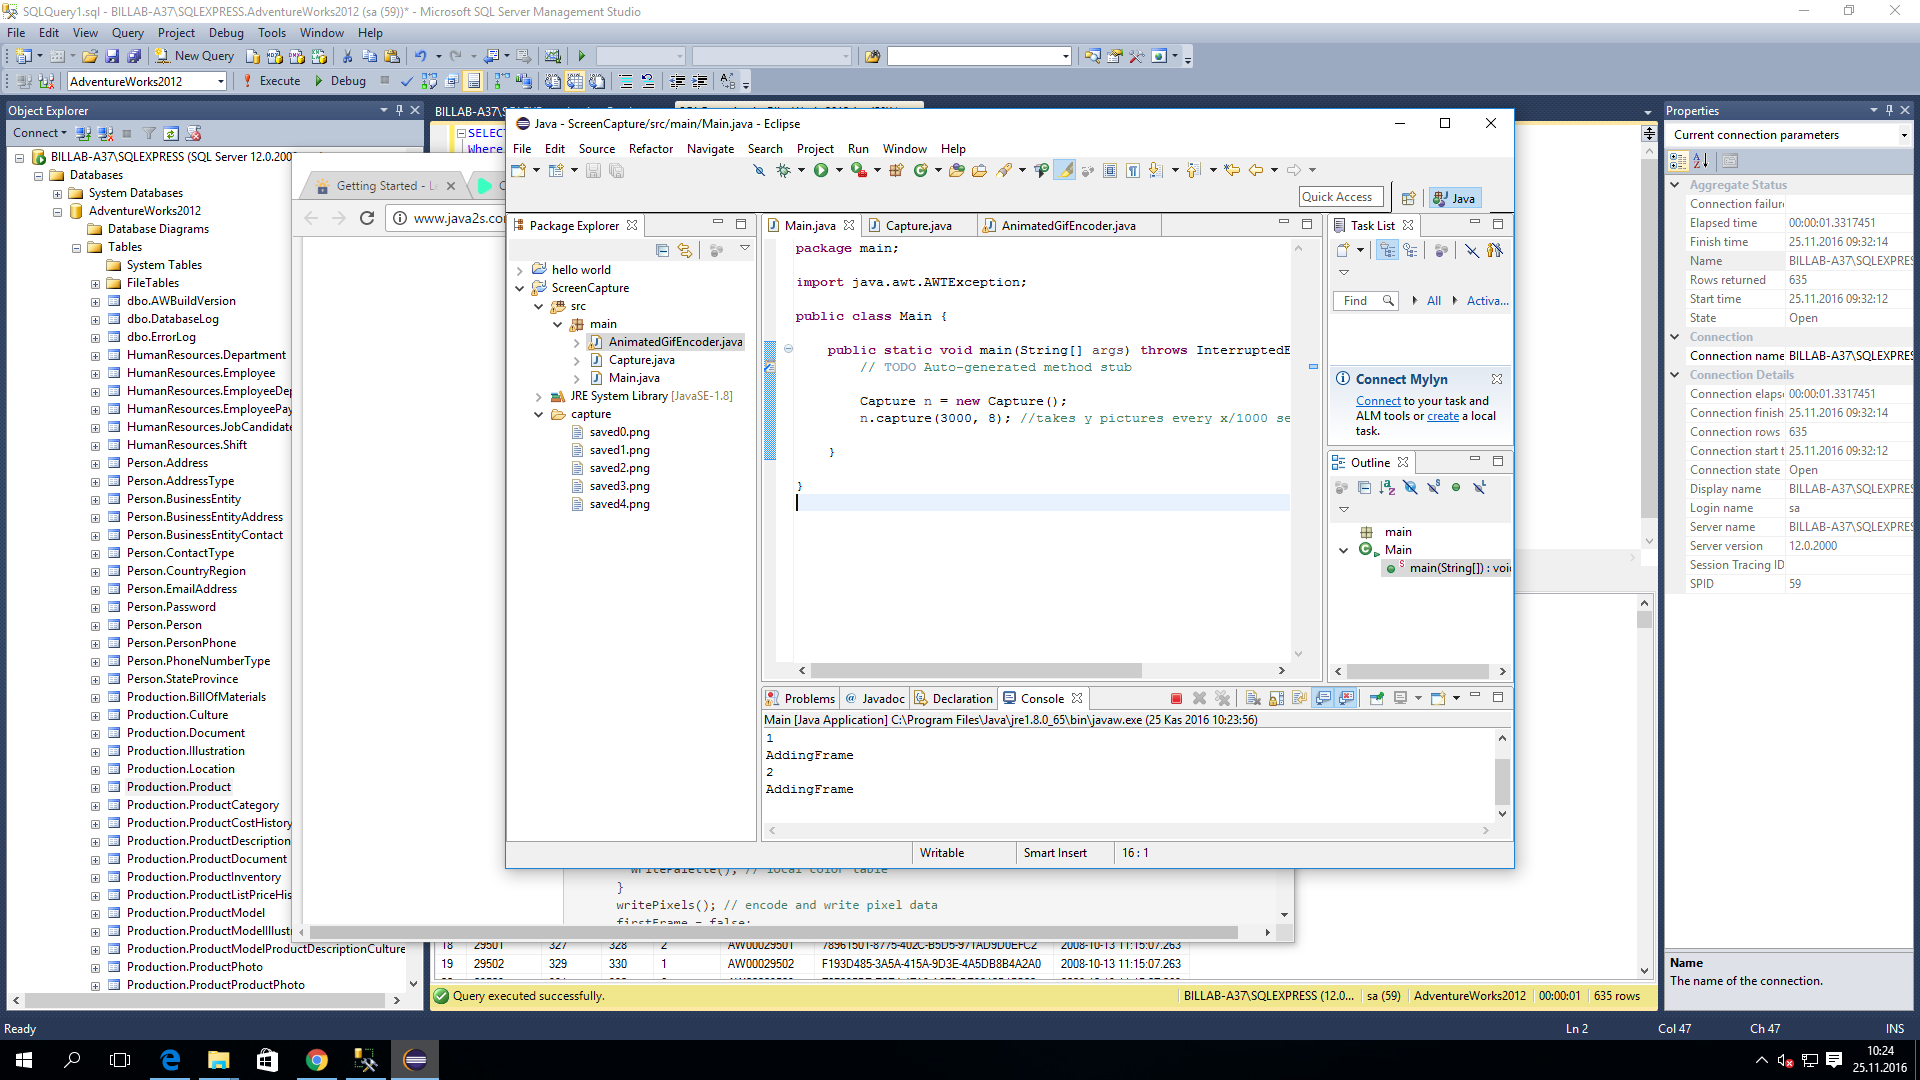 SQLQuery1.sql - BILLAB-A37\SQLEXPRESS.AdventureWorks2012 (sa (59))* - Microsoft SQL Server Management Studio
File Edit View Query Project Debug Tools Window Help
New Query
AdventureWorks2012 Execute Debug
Object Explorer
Connect
BILLAB-A37\SQLEXPRESS (SQL Server 12.0.200
Databases
System Databases
AdventureWorks2012
Database Diagrams
Tables
System Tables
FileTables
dbo.AWBuildVersion
dbo.DatabaseLog
dbo.ErrorLog
HumanResources.Department
HumanResources.Employee
HumanResources.EmployeeDep
HumanResources.EmployeePay
HumanResources.JobCandidate
HumanResources.Shift
Person.Address
Person.AddressType
Person.BusinessEntity
Person.BusinessEntityAddress
Person.BusinessEntityContact
Person.ContactType
Person.CountryRegion
Person.EmailAddress
Person.Password
Person.Person
Person.PersonPhone
Person.PhoneNumberType
Person.StateProvince
Production.BillOfMaterials
Production.Culture
Production.Document
Production.Illustration
Production.Location
Production.Product
Production.ProductCategory
Production.ProductCostHistory
Production.ProductDescription
Production.ProductDocument
Production.ProductInventory
Production.ProductListPriceHis
Production.ProductModel
Production.ProductModelIllustr
Production.ProductModelProductDescriptionCulture
Production.ProductPhoto
Production.ProductProductPhoto
BILLAB-A37\SQ
SELECT
Where
Getting Started - Le
www.java2s.co
Java - ScreenCapture/src/main/Main.java - Eclipse
File Edit Source Refactor Navigate Search Project Run Window Help
Quick Access Java
Package Explorer
hello world
ScreenCapture
src
main
AnimatedGifEncoder.java
Capture.java
Main.java
JRE System Library [JavaSE-1.8]
capture
saved0.png
saved1.png
saved2.png
saved3.png
saved4.png
Main.java Capture.java AnimatedGifEncoder.java
package main;
import java.awt.AWTException;
public class Main {
public static void main(String[] args) throws InterruptedE
// TODO Auto-generated method stub
Capture n = new Capture();
n.capture(3000, 8); //takes y pictures every x/1000 se
}
}
Task List
Find All Activa...
Connect Mylyn
Connect to your task and
ALM tools or create a local
task.
Outline
main
Main
main(String[]) : voi
Problems @ Javadoc Declaration Console
Main [Java Application] C:\Program Files\Java\jre1.8.0_65\bin\javaw.exe (25 Kas 2016 10:23:56)
1
AddingFrame
2
AddingFrame
Writable Smart Insert 16 : 1
}
writePixels(); // encode and write pixel data
firstFrame = false;
18 29501 327 328 2 AW00029501 78961501-8775-402C-B5D5-971AD9D0EFC2 2008-10-13 11:15:07.263
19 29502 329 330 1 AW00029502 F193D485-3A5A-415A-9D3E-4A5DB8B4A2A0 2008-10-13 11:15:07.263
Query executed successfully. BILLAB-A37\SQLEXPRESS (12.0... sa (59) AdventureWorks2012 00:00:01 635 rows
Properties
Current connection parameters
Aggregate Status
Connection failure
Elapsed time 00:00:01.3317451
Finish time 25.11.2016 09:32:14
Name BILLAB-A37\SQLEXPRES
Rows returned 635
Start time 25.11.2016 09:32:12
State Open
Connection
Connection name BILLAB-A37\SQLEXPRES
Connection Details
Connection elaps 00:00:01.3317451
Connection finish 25.11.2016 09:32:14
Connection rows 635
Connection start t 25.11.2016 09:32:12
Connection state Open
Display name BILLAB-A37\SQLEXPRES
Login name sa
Server name BILLAB-A37\SQLEXPRES
Server version 12.0.2000
Session Tracing ID
SPID 59
Name
The name of the connection.
Ready Ln 2 Col 47 Ch 47 INS
10:24
25.11.2016